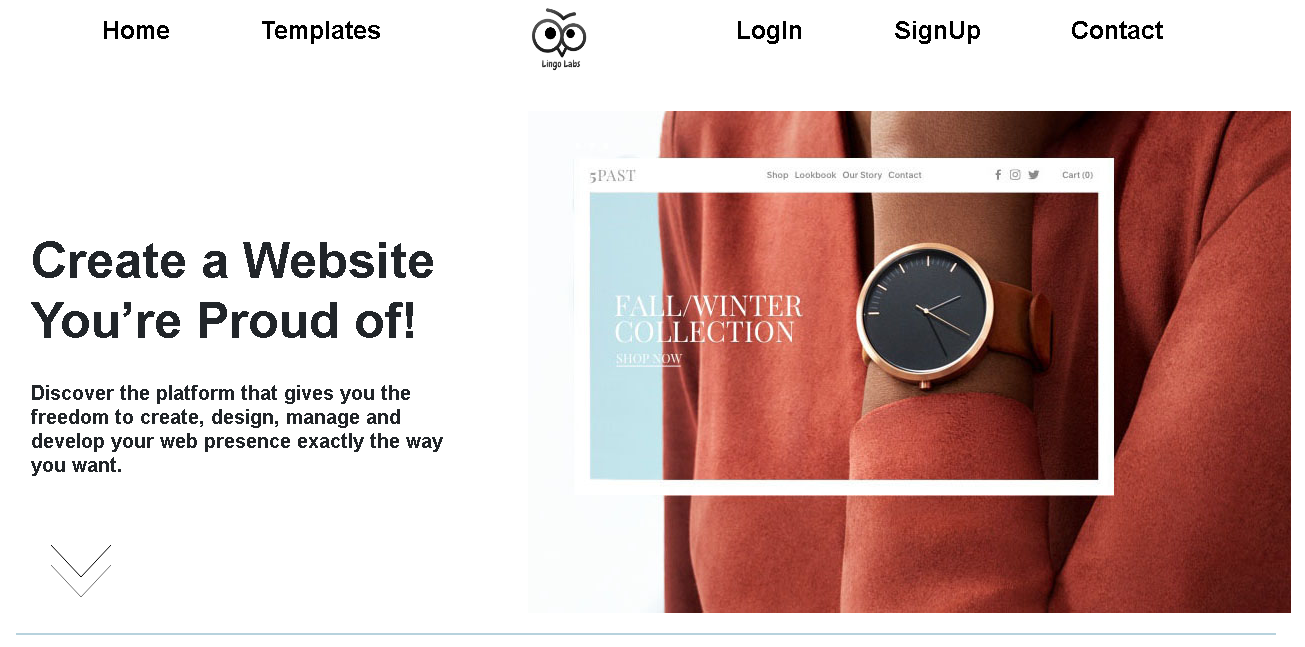 Home Templates LogIn SignUp Contact
Lingo Labs
5PAST Shop Lookbook Our Story Contact Cart (0)
FALL/WINTER
COLLECTION
SHOP NOW
Create a Website
You’re Proud of!
Discover the platform that gives you the
freedom to create, design, manage and
develop your web presence exactly the way
you want.